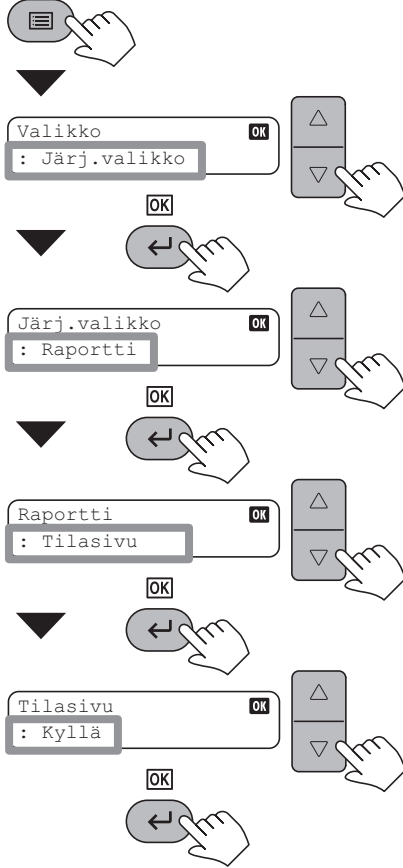 Valikko OK
: Järj.valikko
OK
Järj.valikko OK
: Raportti
OK
Raportti OK
: Tilasivu
OK
Tilasivu OK
: Kyllä
OK